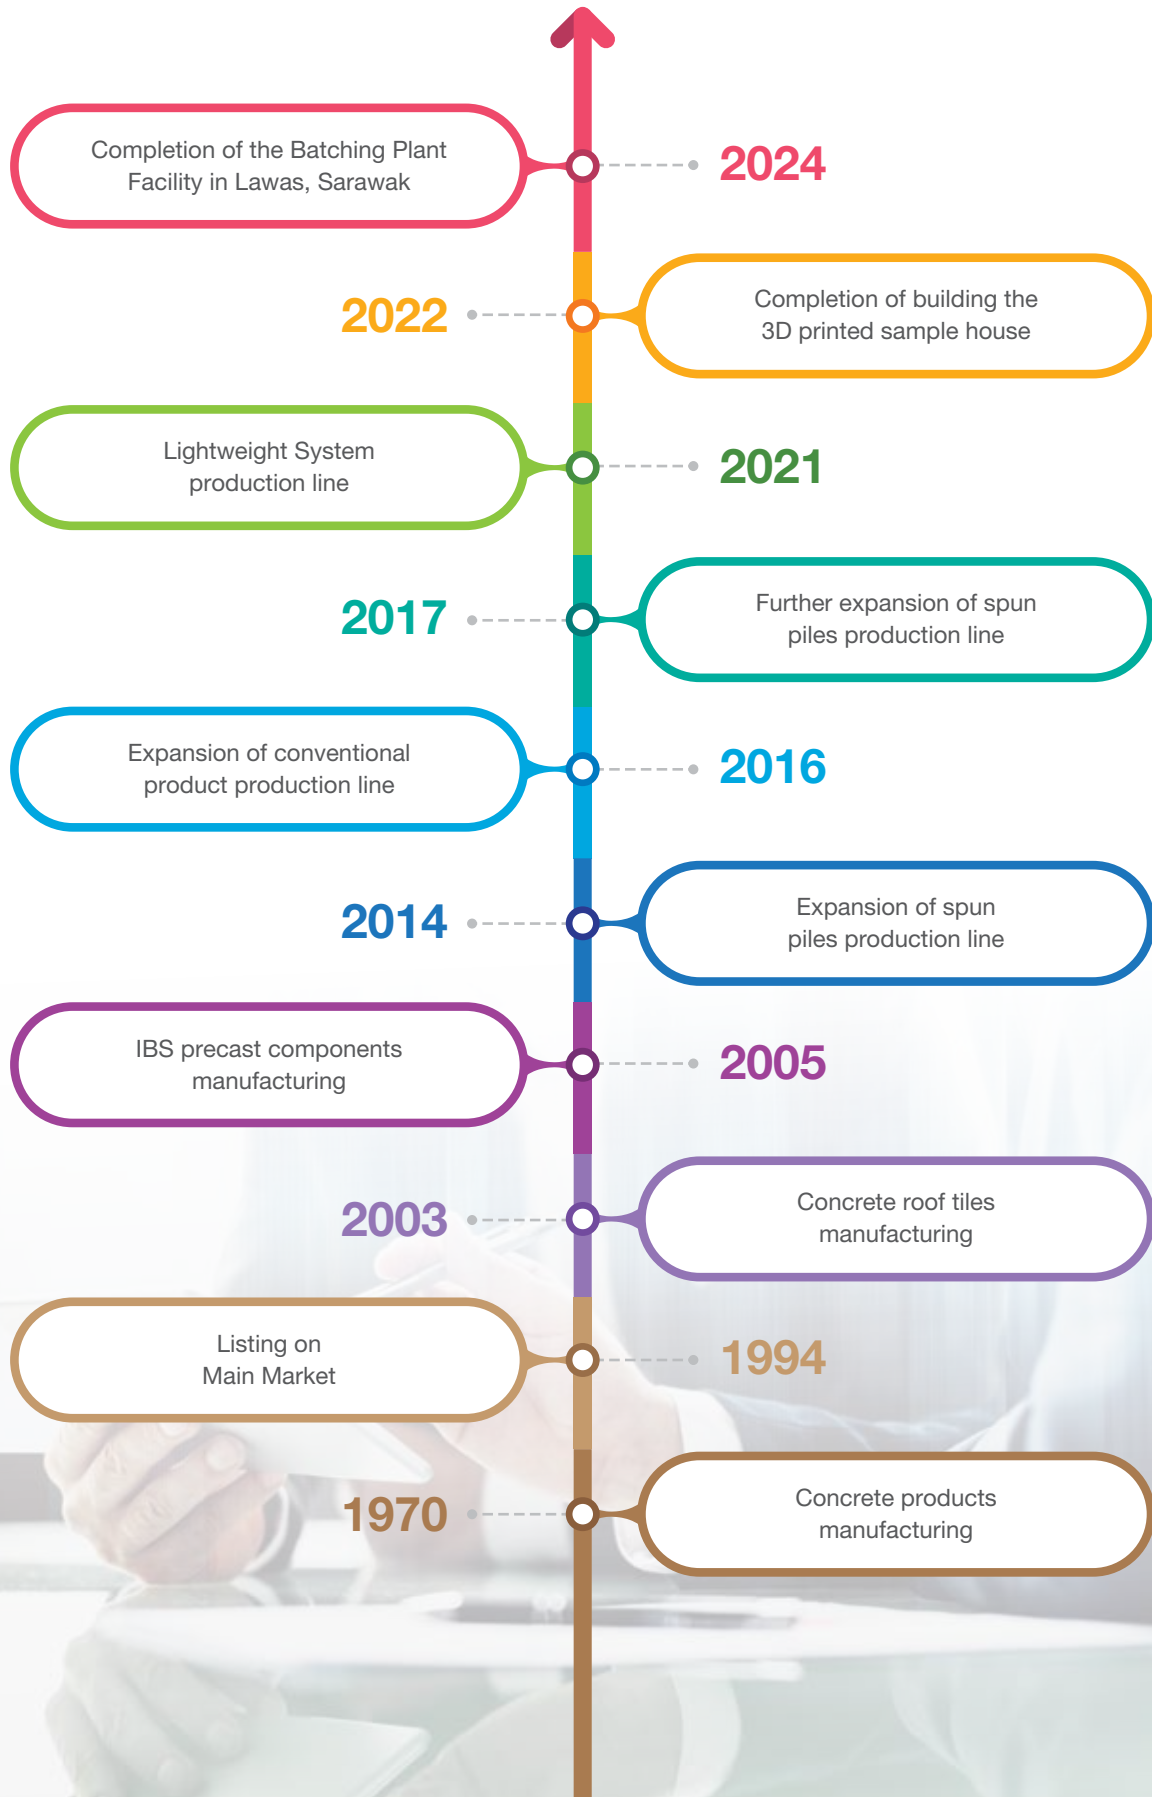 Completion of the Batching Plant
Facility in Lawas, Sarawak
2024
2022
Completion of building the
3D printed sample house
Lightweight System
production line
2021
2017
Further expansion of spun
piles production line
Expansion of conventional
product production line
2016
2014
Expansion of spun
piles production line
IBS precast components
manufacturing
2005
2003
Concrete roof tiles
manufacturing
Listing on
Main Market
1994
1970
Concrete products
manufacturing